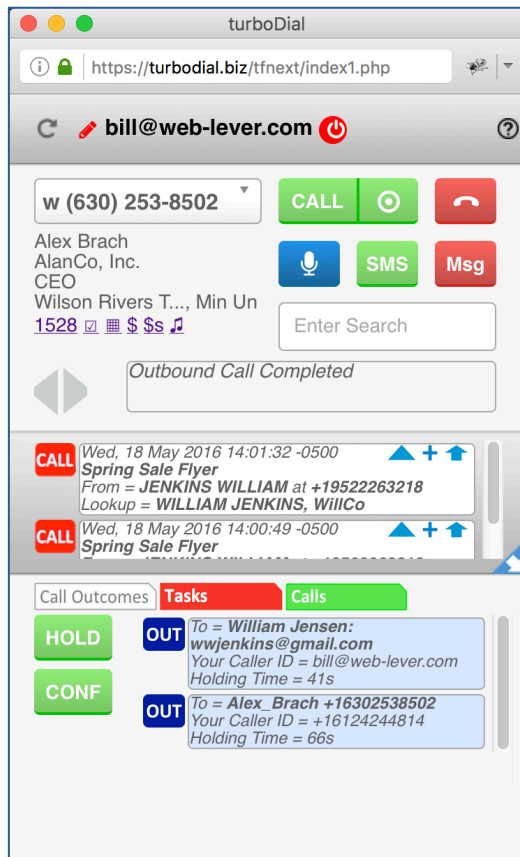 turboDial
https://turbodial.biz/tfnext/index1.php
bill@web-lever.com
?
w (630) 253-8502
CALL
Alex Brach
AlanCo, Inc.
CEO
Wilson Rivers T..., Min Un
1528 $ $s
SMS
Msg
Enter Search
Outbound Call Completed
CALL
Wed, 18 May 2016 14:01:32 -0500
Spring Sale Flyer
From = JENKINS WILLIAM at +19522263218
Lookup = WILLIAM JENKINS, WillCo
CALL
Wed, 18 May 2016 14:00:49 -0500
Spring Sale Flyer
Call Outcomes
Tasks
Calls
HOLD
CONF
OUT
To = William Jensen:
wwjenkins@gmail.com
Your Caller ID = bill@web-lever.com
Holding Time = 41s
OUT
To = Alex_Brach +16302538502
Your Caller ID = +16124244814
Holding Time = 66s